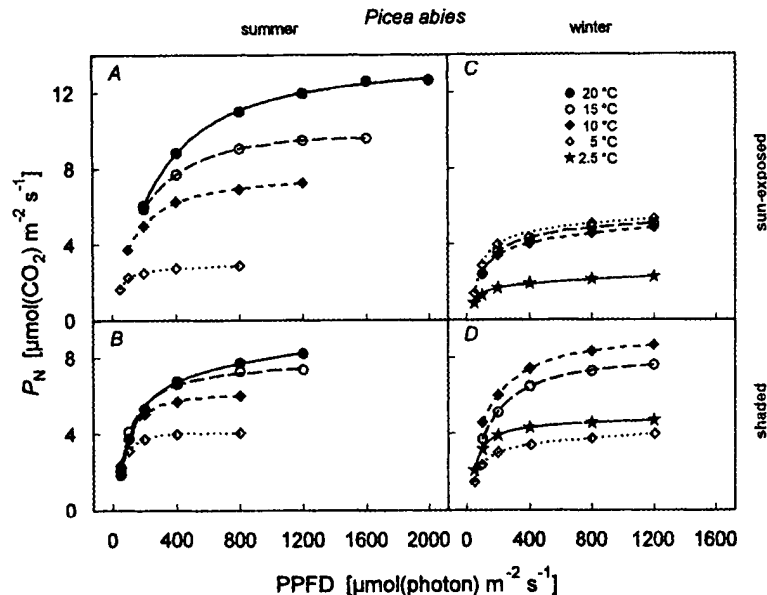 Picea abies
summer
winter
A
C
12
8
4
0
20 °C
15 °C
10 °C
5 °C
2.5 °C
sun-exposed
P_N [μmol(CO₂) m⁻² s⁻¹]
B
D
8
4
0
shaded
0 400 800 1200 1600 2000
0 400 800 1200 1600
PPFD [μmol(photon) m⁻² s⁻¹]